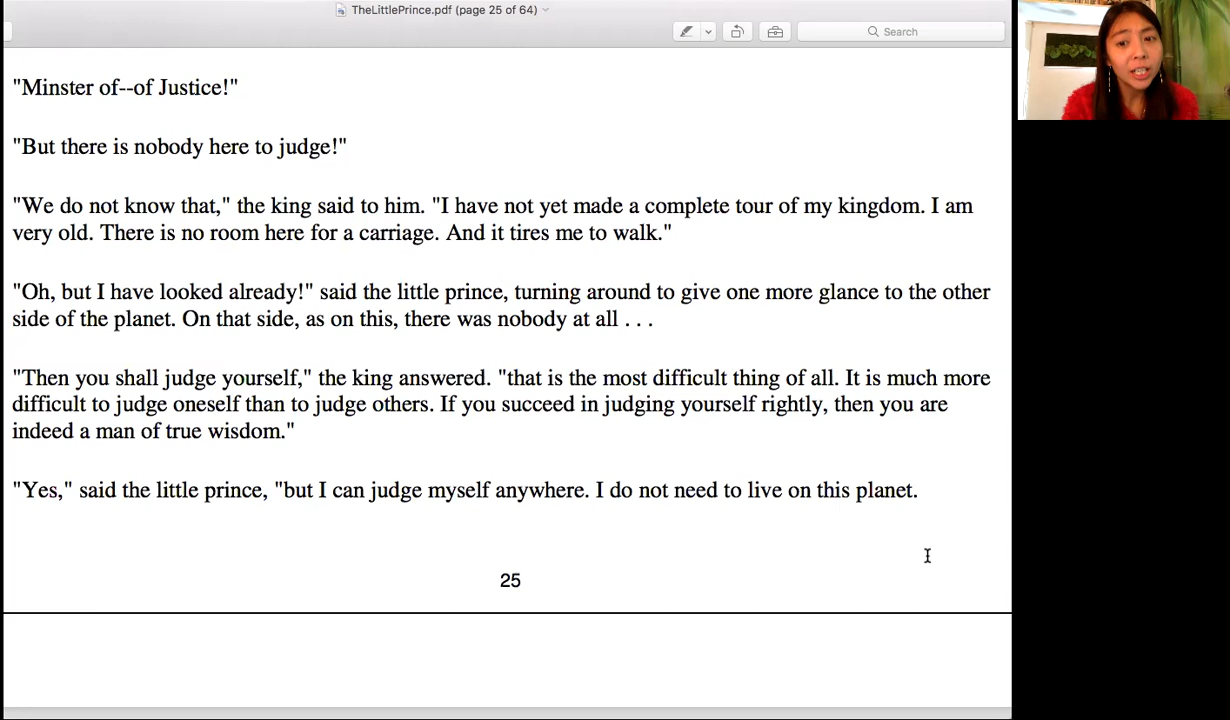 TheLittlePrince.pdf (page 25 of 64)
Search
"Minster of--of Justice!"
"But there is nobody here to judge!"
"We do not know that," the king said to him. "I have not yet made a complete tour of my kingdom. I am
very old. There is no room here for a carriage. And it tires me to walk."
"Oh, but I have looked already!" said the little prince, turning around to give one more glance to the other
side of the planet. On that side, as on this, there was nobody at all . . .
"Then you shall judge yourself," the king answered. "that is the most difficult thing of all. It is much more
difficult to judge oneself than to judge others. If you succeed in judging yourself rightly, then you are
indeed a man of true wisdom."
"Yes," said the little prince, "but I can judge myself anywhere. I do not need to live on this planet.
25